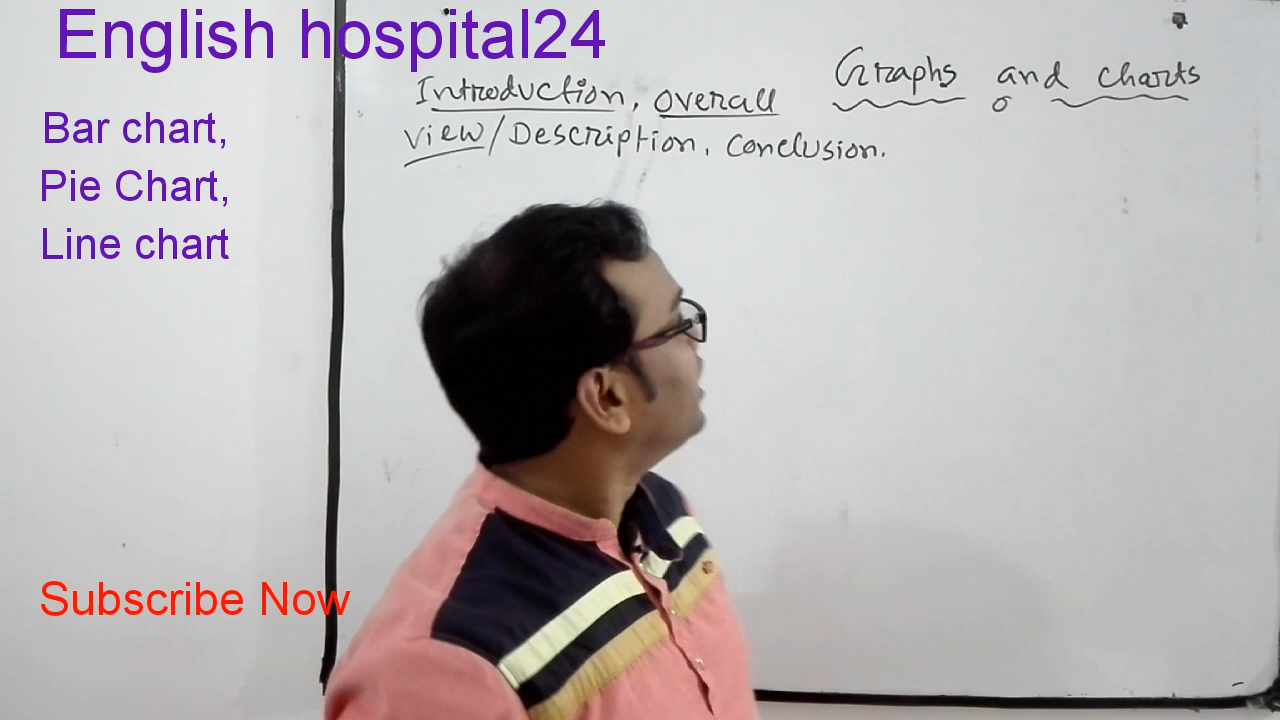 English hospital24
Bar chart,
Pie Chart,
Line chart
Graphs and charts
Introduction, overall
view/Description, Conclusion.
Subscribe Now